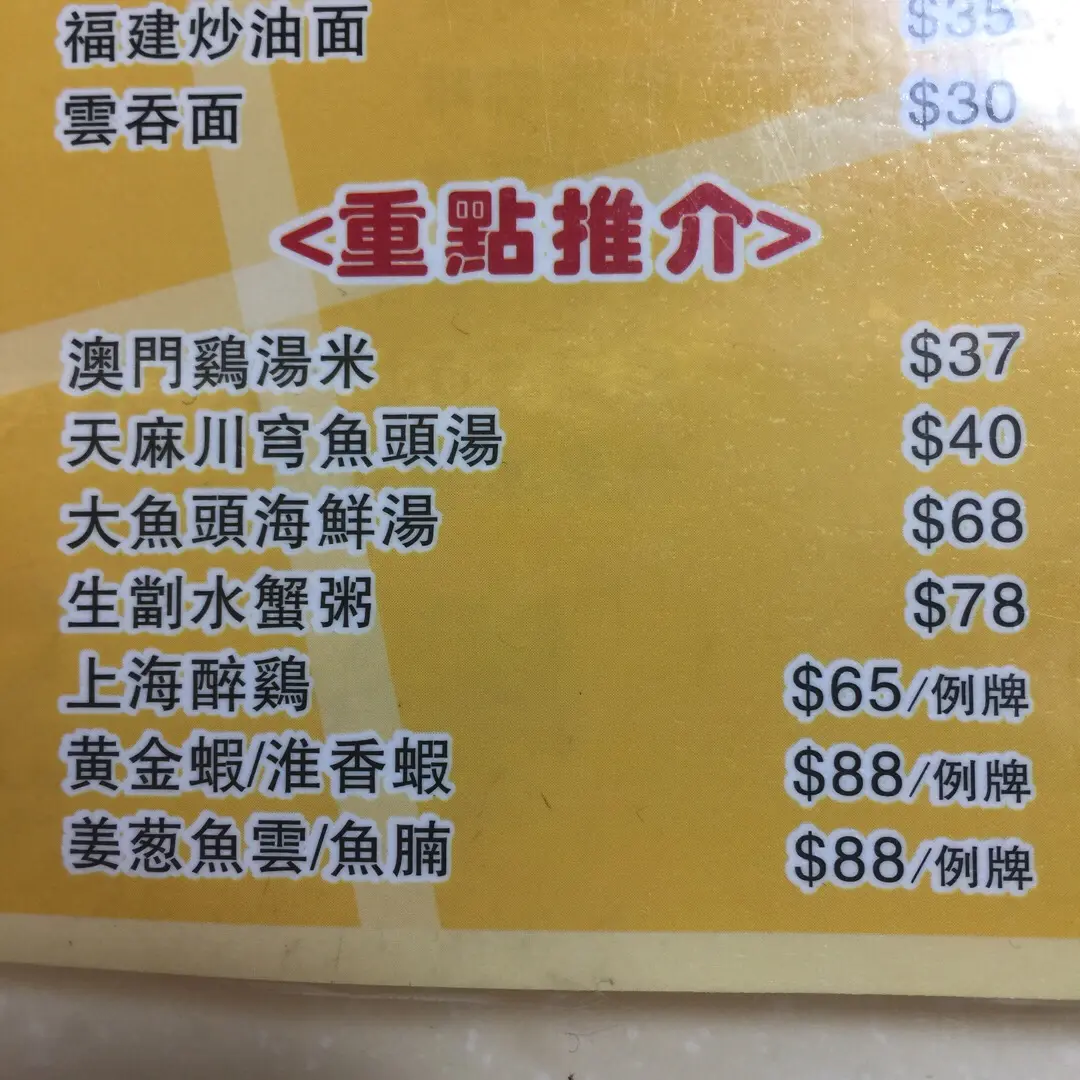 福建炒油面 $35
雲吞面 $30
<重點推介>
澳門鷄湯米 $37
天麻川穹魚頭湯 $40
大魚頭海鮮湯 $68
生劏水蟹粥 $78
上海醉鷄 $65/例牌
黄金蝦/淮香蝦 $88/例牌
姜葱魚雲/魚腩 $88/例牌